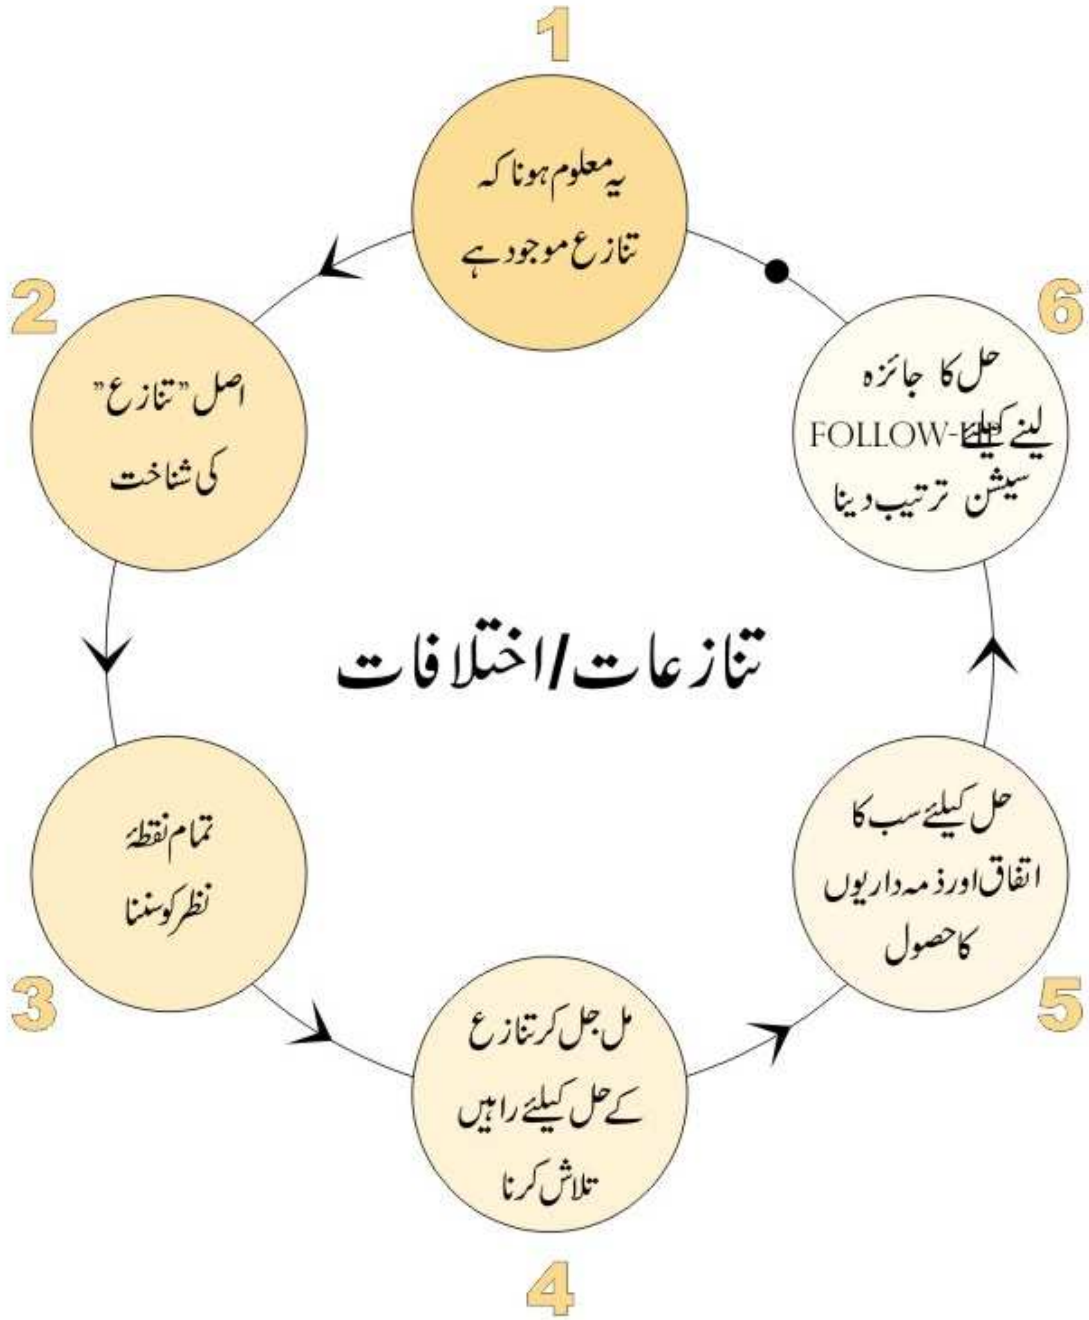 1
یہ معلوم ہونا کہ
تنازع موجود ہے
2
اصل ”تنازع”
کی شناخت
3
تمام نقطۂ
نظر کو سننا
4
مل جل کر تنازع
کے حل کیلئے راہیں
تلاش کرنا
5
حل کیلئے سب کا
اتفاق اور ذمہ داریوں
کا حصول
6
حل کا جائزہ
لینے کیلئے FOLLOW-UP
سیشن ترتیب دینا
تنازعات/اختلافات